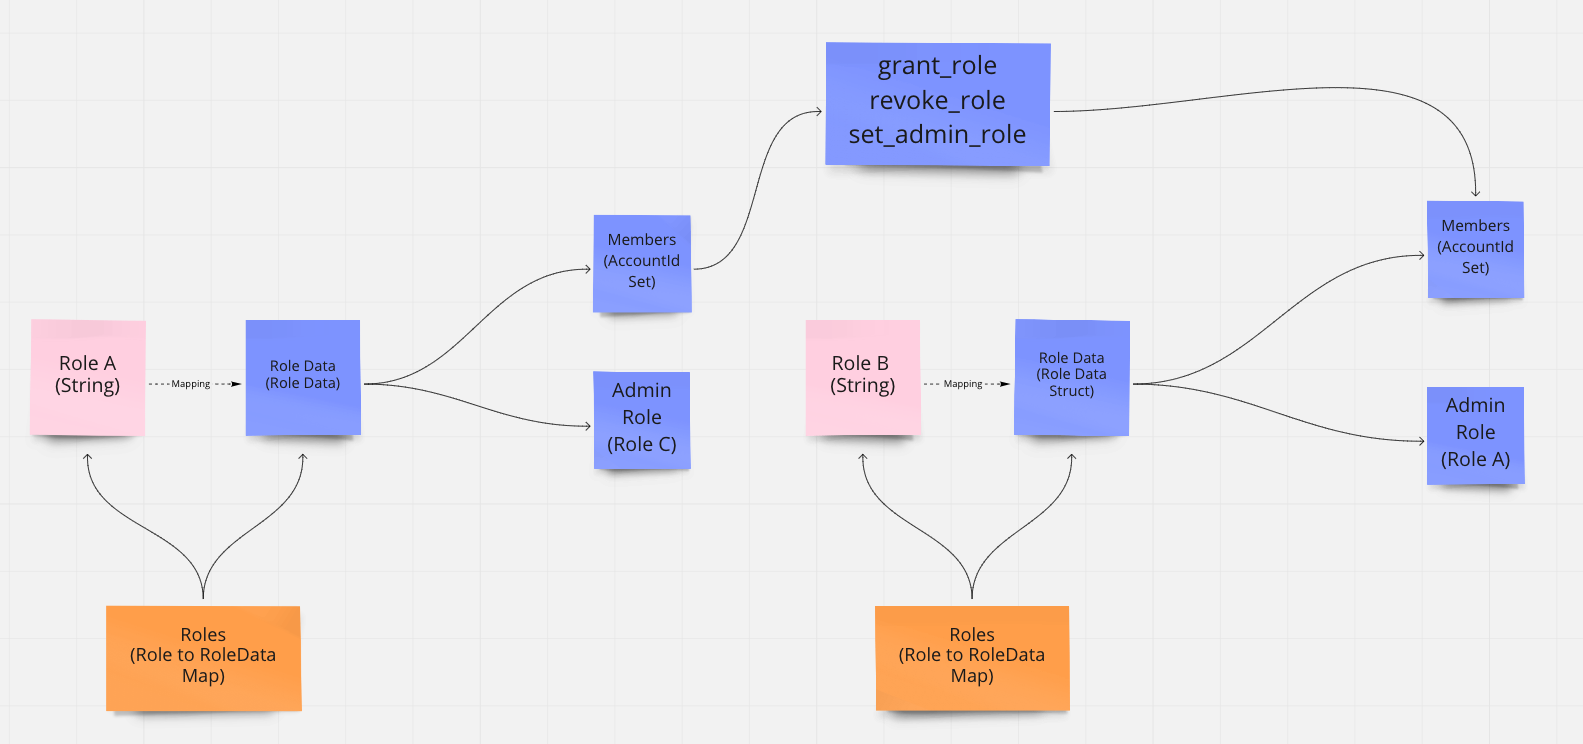 grant_role
revoke_role
set_admin_role
Members
(AccountId
Set)
Members
(AccountId
Set)
Role A
(String)
Mapping
Role Data
(Role Data)
Admin
Role
(Role C)
Role B
(String)
Mapping
Role Data
(Role Data
Struct)
Admin
Role
(Role A)
Roles
(Role to RoleData
Map)
Roles
(Role to RoleData
Map)